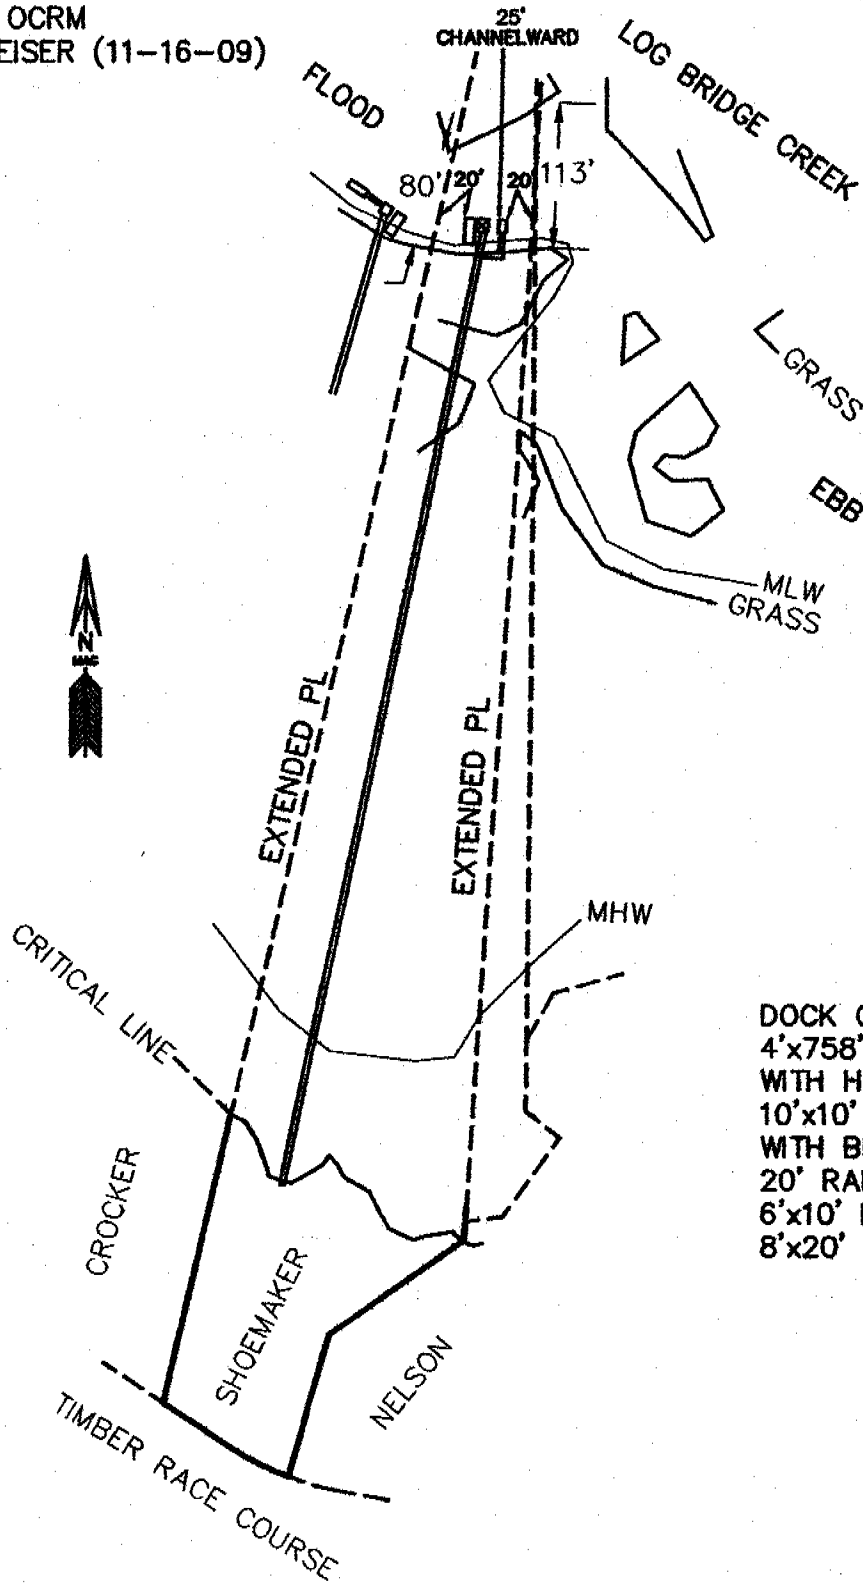 OCRM
EISER (11-16-09)
25'
CHANNELWARD
FLOOD
LOG BRIDGE CREEK
80'
20'
20'
113'
GRASS
EBB
MLW
GRASS
N
MAG
EXTENDED PL
EXTENDED PL
MHW
CRITICAL LINE
DOCK
4'x758'
WITH H
10'x10'
WITH B
20' RA
6'x10'
8'x20'
CROCKER
SHOEMAKER
NELSON
TIMBER RACE COURSE